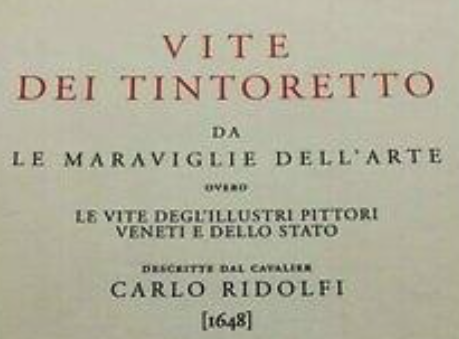 VITE
DEI TINTORETTO
DA
LE MARAVIGLIE DELL'ARTE
OVERO
LE VITE DEGL'ILLUSTRI PITTORI
VENETI E DELLO STATO
DESCRITTE DAL CAVALIER
CARLO RIDOLFI
[1648]